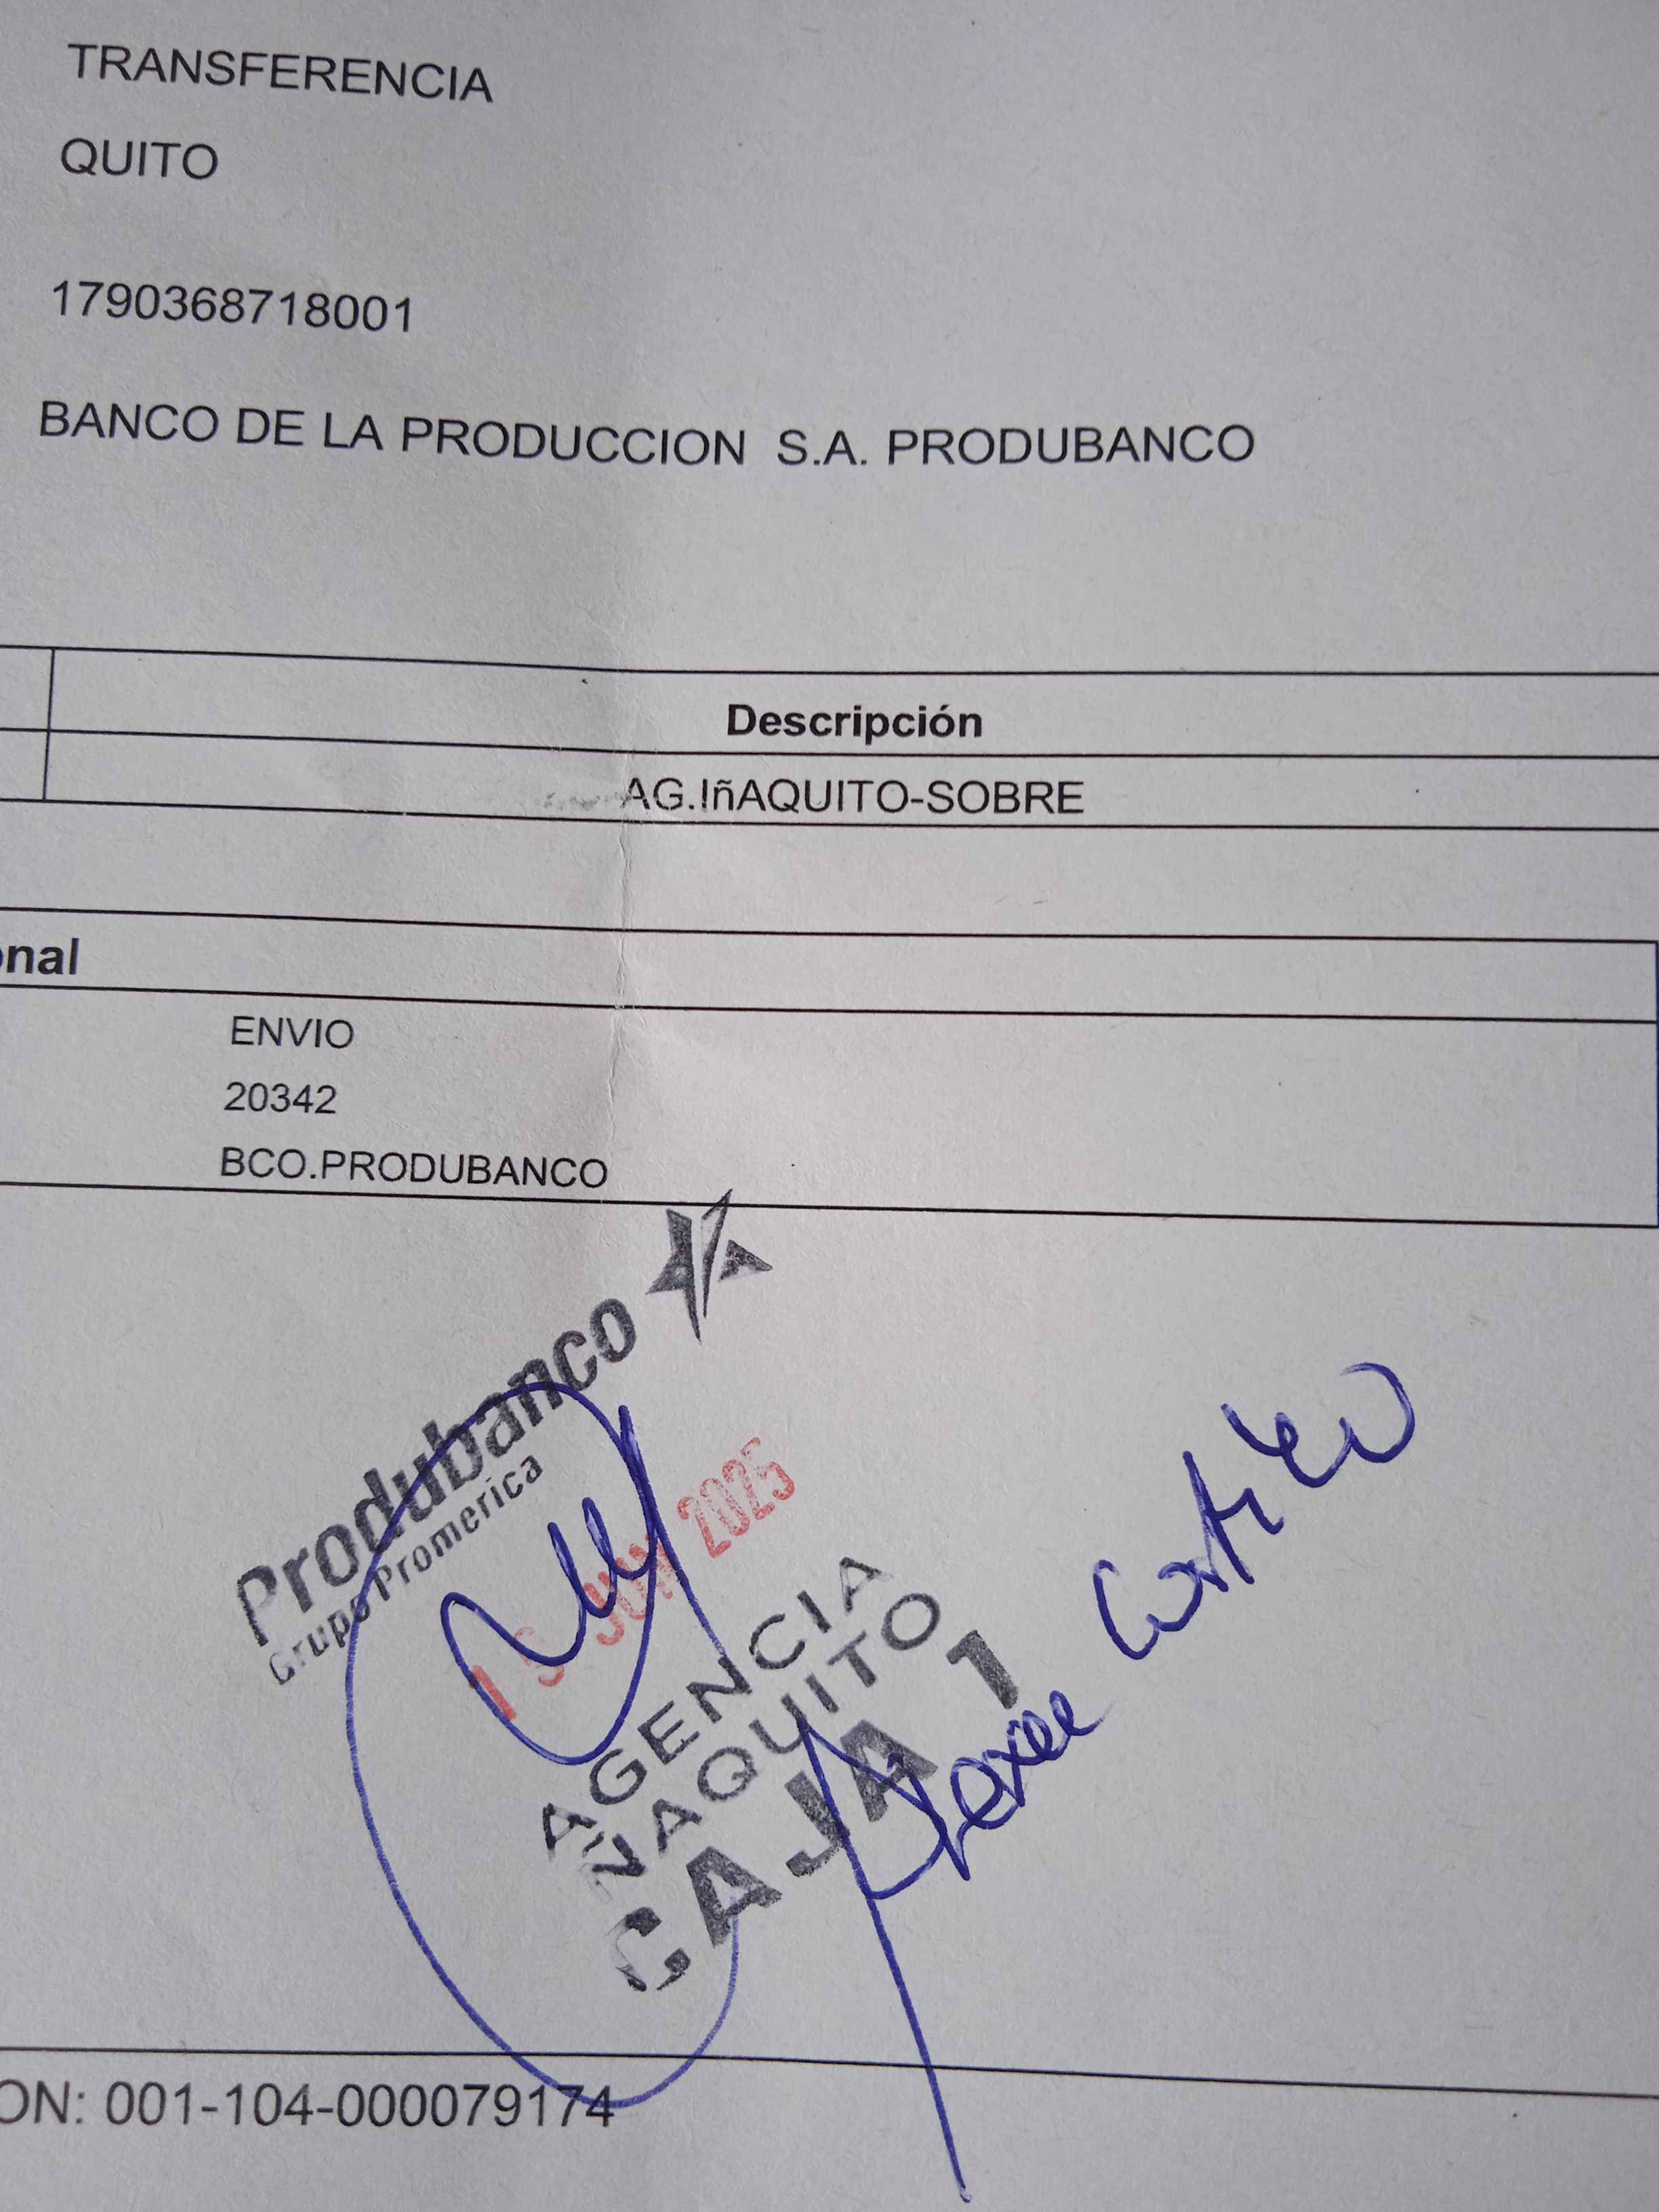 TRANSFERENCIA
QUITO
1790368718001
BANCO DE LA PRODUCCION S.A. PRODUBANCO
Descripción
AG.IñAQUITO-SOBRE
onal
ENVIO
20342
BCO.PRODUBANCO
Produbanco
Grupo Promerica
JUN 2025
AGENCIA
IÑAQUITO
CAJA 1
ON: 001-104-000079174